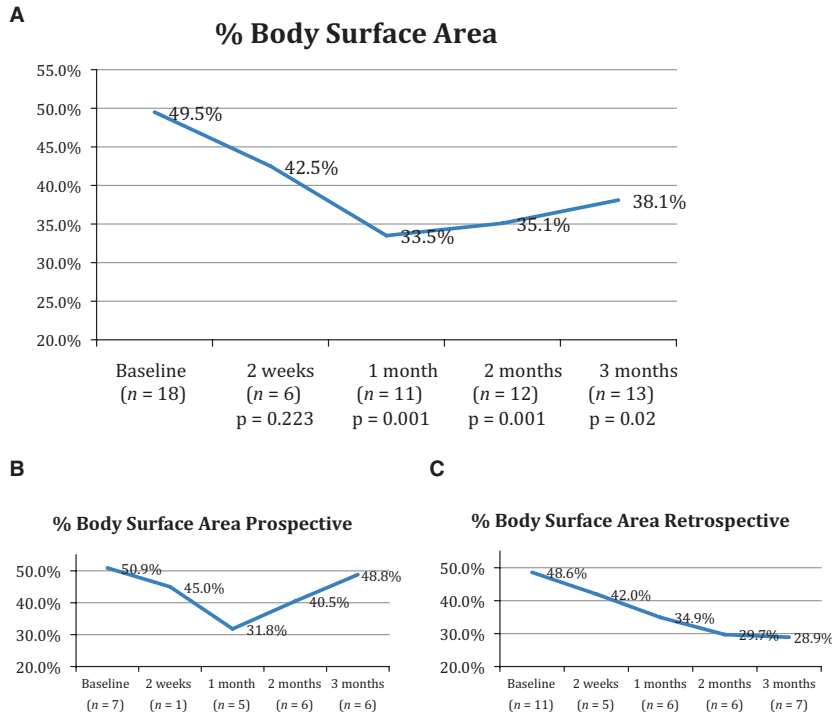 A
% Body Surface Area
55.0%
50.0%
45.0%
40.0%
35.0%
30.0%
25.0%
20.0%
49.5%
42.5%
33.5%
35.1%
38.1%
Baseline 2 weeks 1 month 2 months 3 months
(n = 18) (n = 6) (n = 11) (n = 12) (n = 13)
p = 0.223 p = 0.001 p = 0.001 p = 0.02
B
% Body Surface Area Prospective
50.0%
40.0%
30.0%
20.0%
50.9%
45.0%
31.8%
40.5%
48.8%
Baseline 2 weeks 1 month 2 months 3 months
(n = 7) (n = 1) (n = 5) (n = 6) (n = 6)
C
% Body Surface Area Retrospective
50.0%
40.0%
30.0%
20.0%
48.6%
42.0%
34.9%
29.7%
28.9%
Baseline 2 weeks 1 month 2 months 3 months
(n = 11) (n = 5) (n = 6) (n = 6) (n = 7)